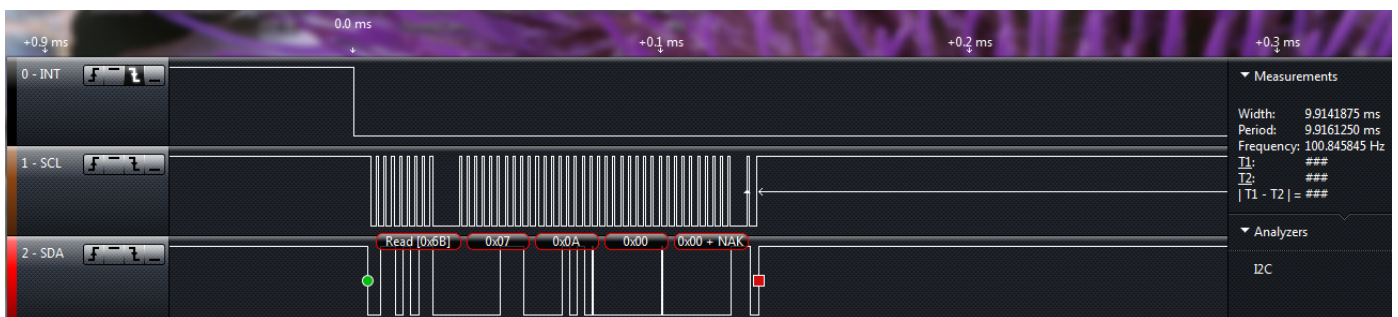 0.0 ms
+0.9 ms
+0.1 ms
+0.2 ms
+0.3 ms
0 - INT
1 - SCL
2 - SDA
Read [0x6B]
0x07
0x0A
0x00
0x00 + NAK
Measurements
Width: 9.9141875 ms
Period: 9.9161250 ms
Frequency: 100.845845 Hz
T1: ###
T2: ###
| T1 - T2 | = ###
Analyzers
I2C